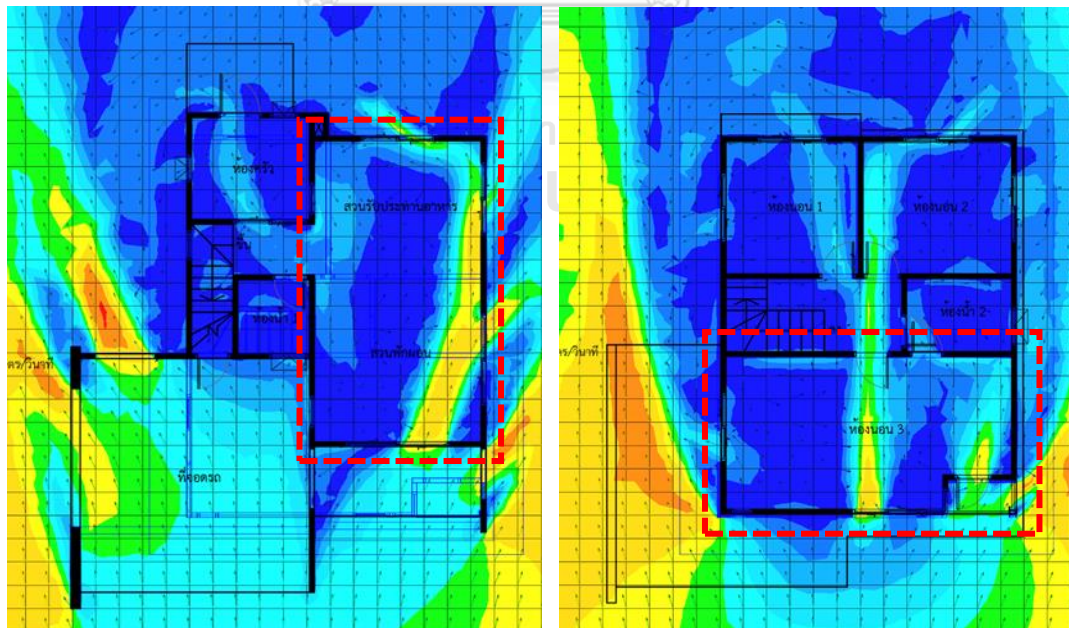 ห้องครัว
ส่วนรับประทานอาหาร
ขึ้น
ห้องน้ำ
ส่วนพักผ่อน
ตร/วินาที
ที่จอดรถ
ห้องนอน 1
ห้องนอน 2
ห้องน้ำ 2
ตร/วินาที
ห้องนอน 3